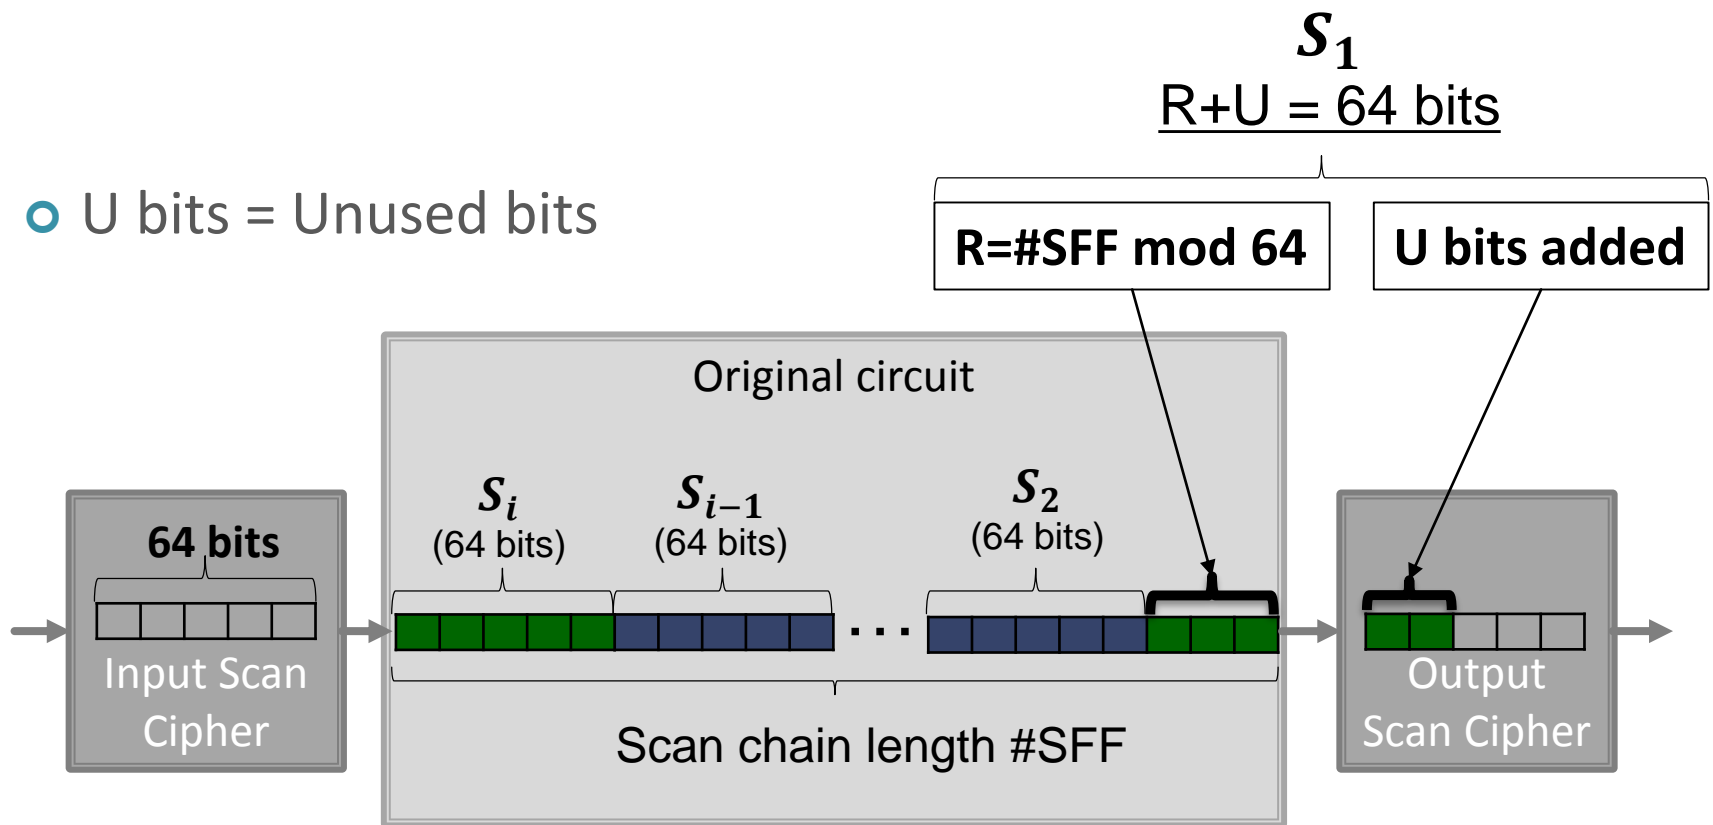 S₁
R+U = 64 bits
U bits = Unused bits
R=#SFF mod 64
U bits added
Original circuit
Sᵢ
(64 bits)
Sᵢ₋₁
(64 bits)
S₂
(64 bits)
64 bits
...
Input Scan
Cipher
Output
Scan Cipher
Scan chain length #SFF